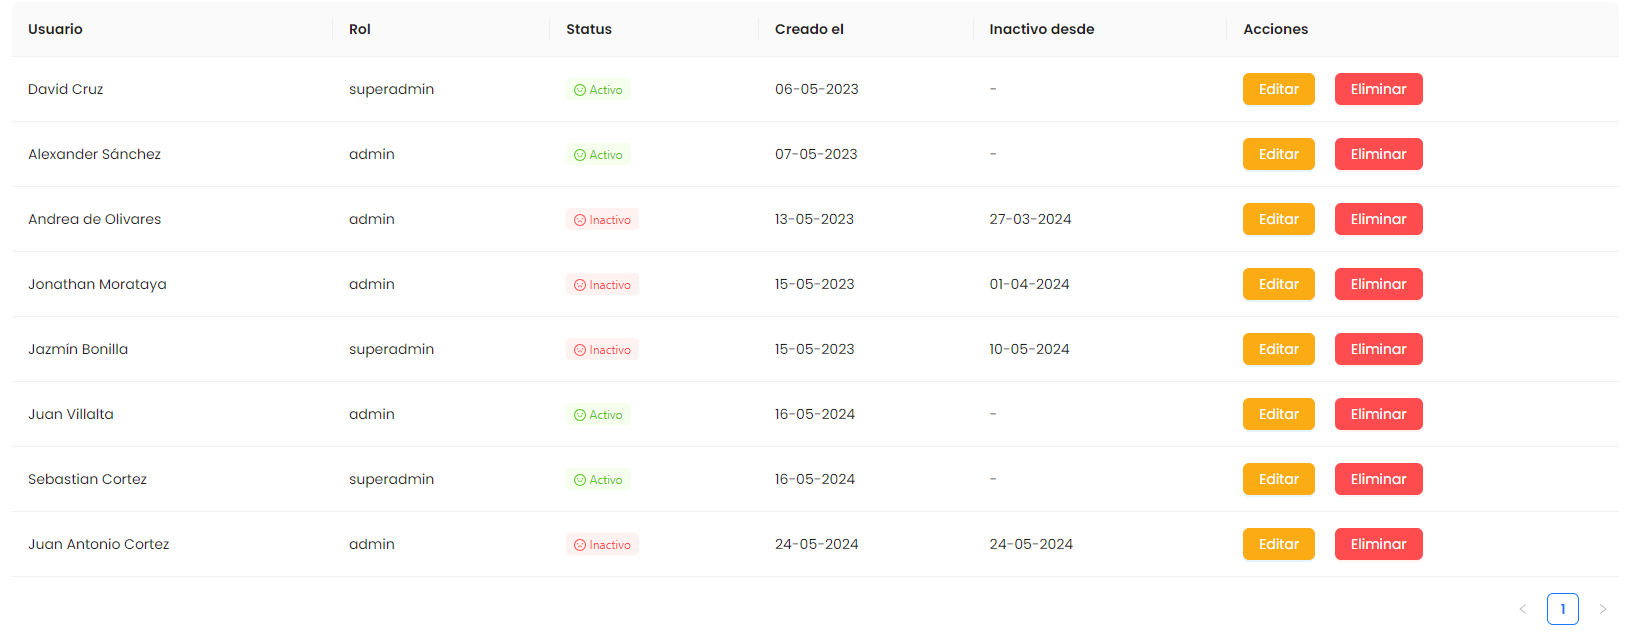 Usuario Rol Status Creado el Inactivo desde Acciones
David Cruz superadmin Activo 06-05-2023 - Editar Eliminar
Alexander Sánchez admin Activo 07-05-2023 - Editar Eliminar
Andrea de Olivares admin Inactivo 13-05-2023 27-03-2024 Editar Eliminar
Jonathan Morataya admin Inactivo 15-05-2023 01-04-2024 Editar Eliminar
Jazmín Bonilla superadmin Inactivo 15-05-2023 10-05-2024 Editar Eliminar
Juan Villalta admin Activo 16-05-2024 - Editar Eliminar
Sebastian Cortez superadmin Activo 16-05-2024 - Editar Eliminar
Juan Antonio Cortez admin Inactivo 24-05-2024 24-05-2024 Editar Eliminar
< 1 >